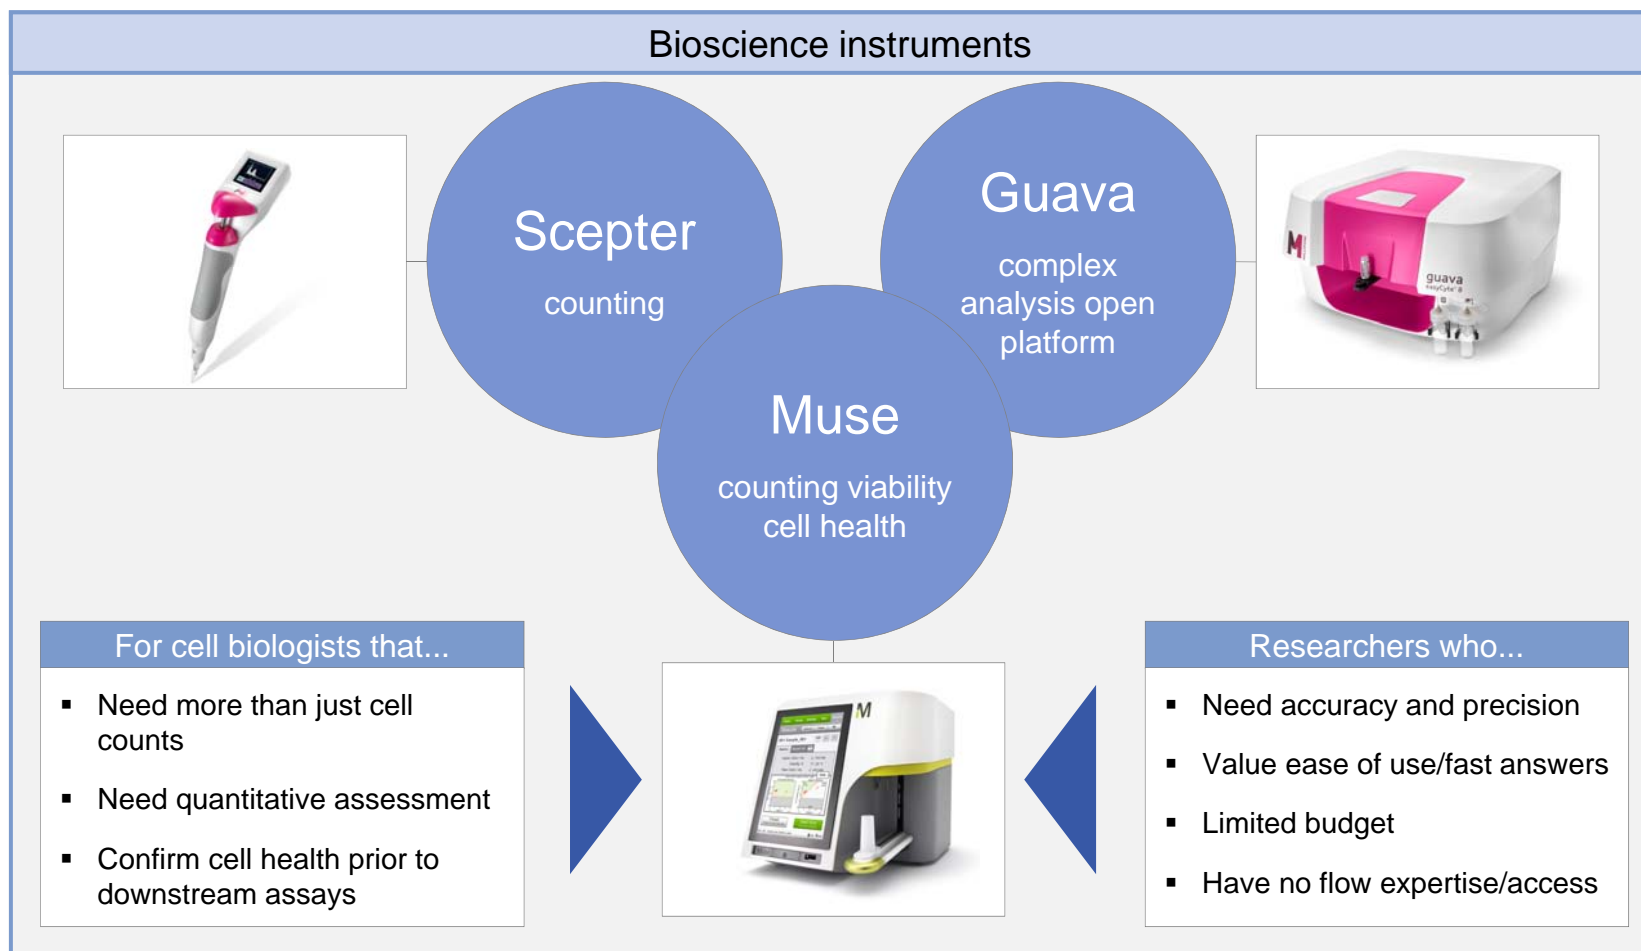 Bioscience instruments
Scepter
counting
Guava
complex
analysis open
platform
M
guava
easyCyte 8
Muse
counting viability
cell health
For cell biologists that...
▪ Need more than just cell
counts
▪ Need quantitative assessment
▪ Confirm cell health prior to
downstream assays
M
Researchers who...
▪ Need accuracy and precision
▪ Value ease of use/fast answers
▪ Limited budget
▪ Have no flow expertise/access